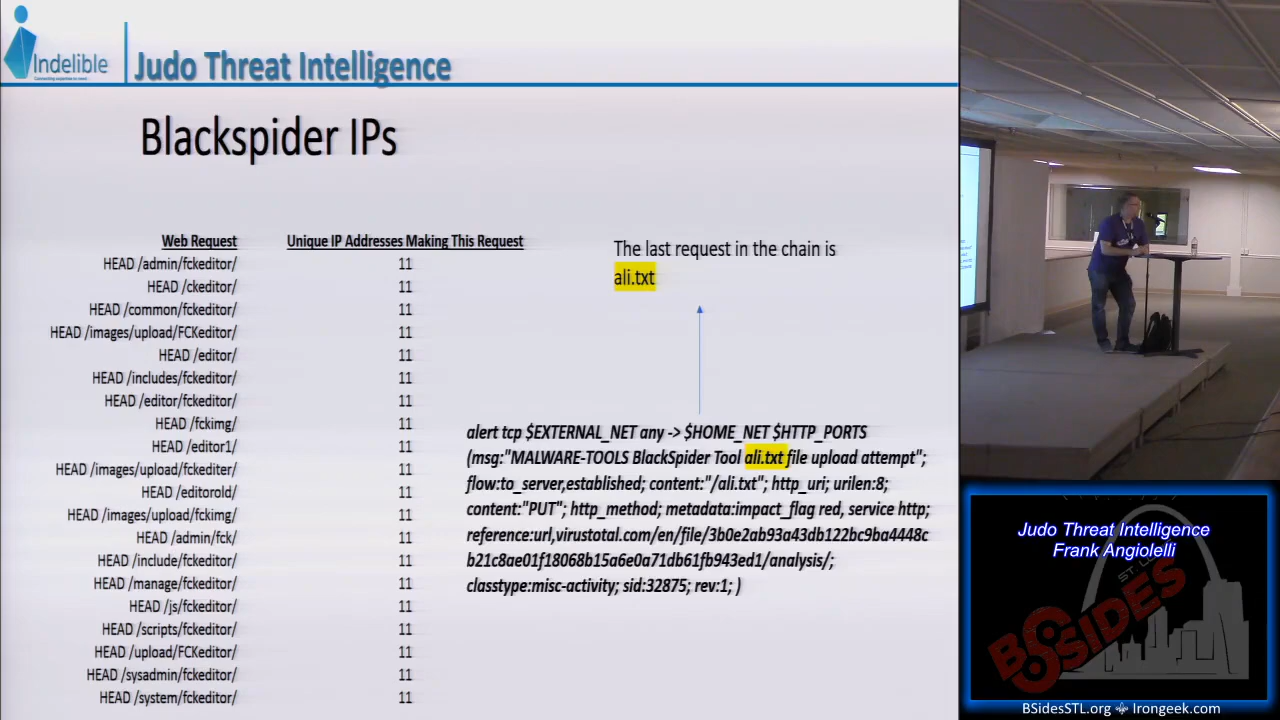 Indelible
Judo Threat Intelligence
Blackspider IPs
Web Request Unique IP Addresses Making This Request
HEAD /admin/fckeditor/ 11
HEAD /ckeditor/ 11
HEAD /common/fckeditor/ 11
HEAD /images/upload/FCKeditor/ 11
HEAD /editor/ 11
HEAD /includes/fckeditor/ 11
HEAD /editor/fckeditor/ 11
HEAD /fckimg/ 11
HEAD /editor1/ 11
HEAD /images/upload/fckediter/ 11
HEAD /editorold/ 11
HEAD /images/upload/fckimg/ 11
HEAD /admin/fck/ 11
HEAD /include/fckeditor/ 11
HEAD /manage/fckeditor/ 11
HEAD /js/fckeditor/ 11
HEAD /scripts/fckeditor/ 11
HEAD /upload/FCKeditor/ 11
HEAD /sysadmin/fckeditor/ 11
HEAD /system/fckeditor/ 11
The last request in the chain is
ali.txt
alert tcp $EXTERNAL_NET any -> $HOME_NET $HTTP_PORTS
(msg:"MALWARE-TOOLS BlackSpider Tool ali.txt file upload attempt";
flow:to_server,established; content:"/ali.txt"; http_uri; urilen:8;
content:"PUT"; http_method; metadata:impact_flag red, service http;
reference:url,virustotal.com/en/file/3b0e2ab93a43db122bc9ba4448c
b21c8ae01f18068b15a6e0a71db61fb943ed1/analysis/;
classtype:misc-activity; sid:32875; rev:1; )
Judo Threat Intelligence
Frank Angiolelli
ST. LOUIS
BSIDES
BSidesSTL.org Irongeek.com